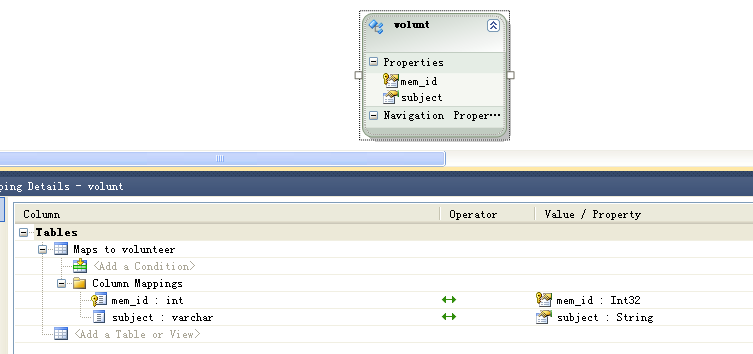 volunt
Properties
mem_id
subject
Navigation Proper···
ping Details - volunt
Column Operator Value / Property
Tables
Maps to volunteer
<Add a Condition>
Column Mappings
mem_id : int mem_id : Int32
subject : varchar subject : String
<Add a Table or View>